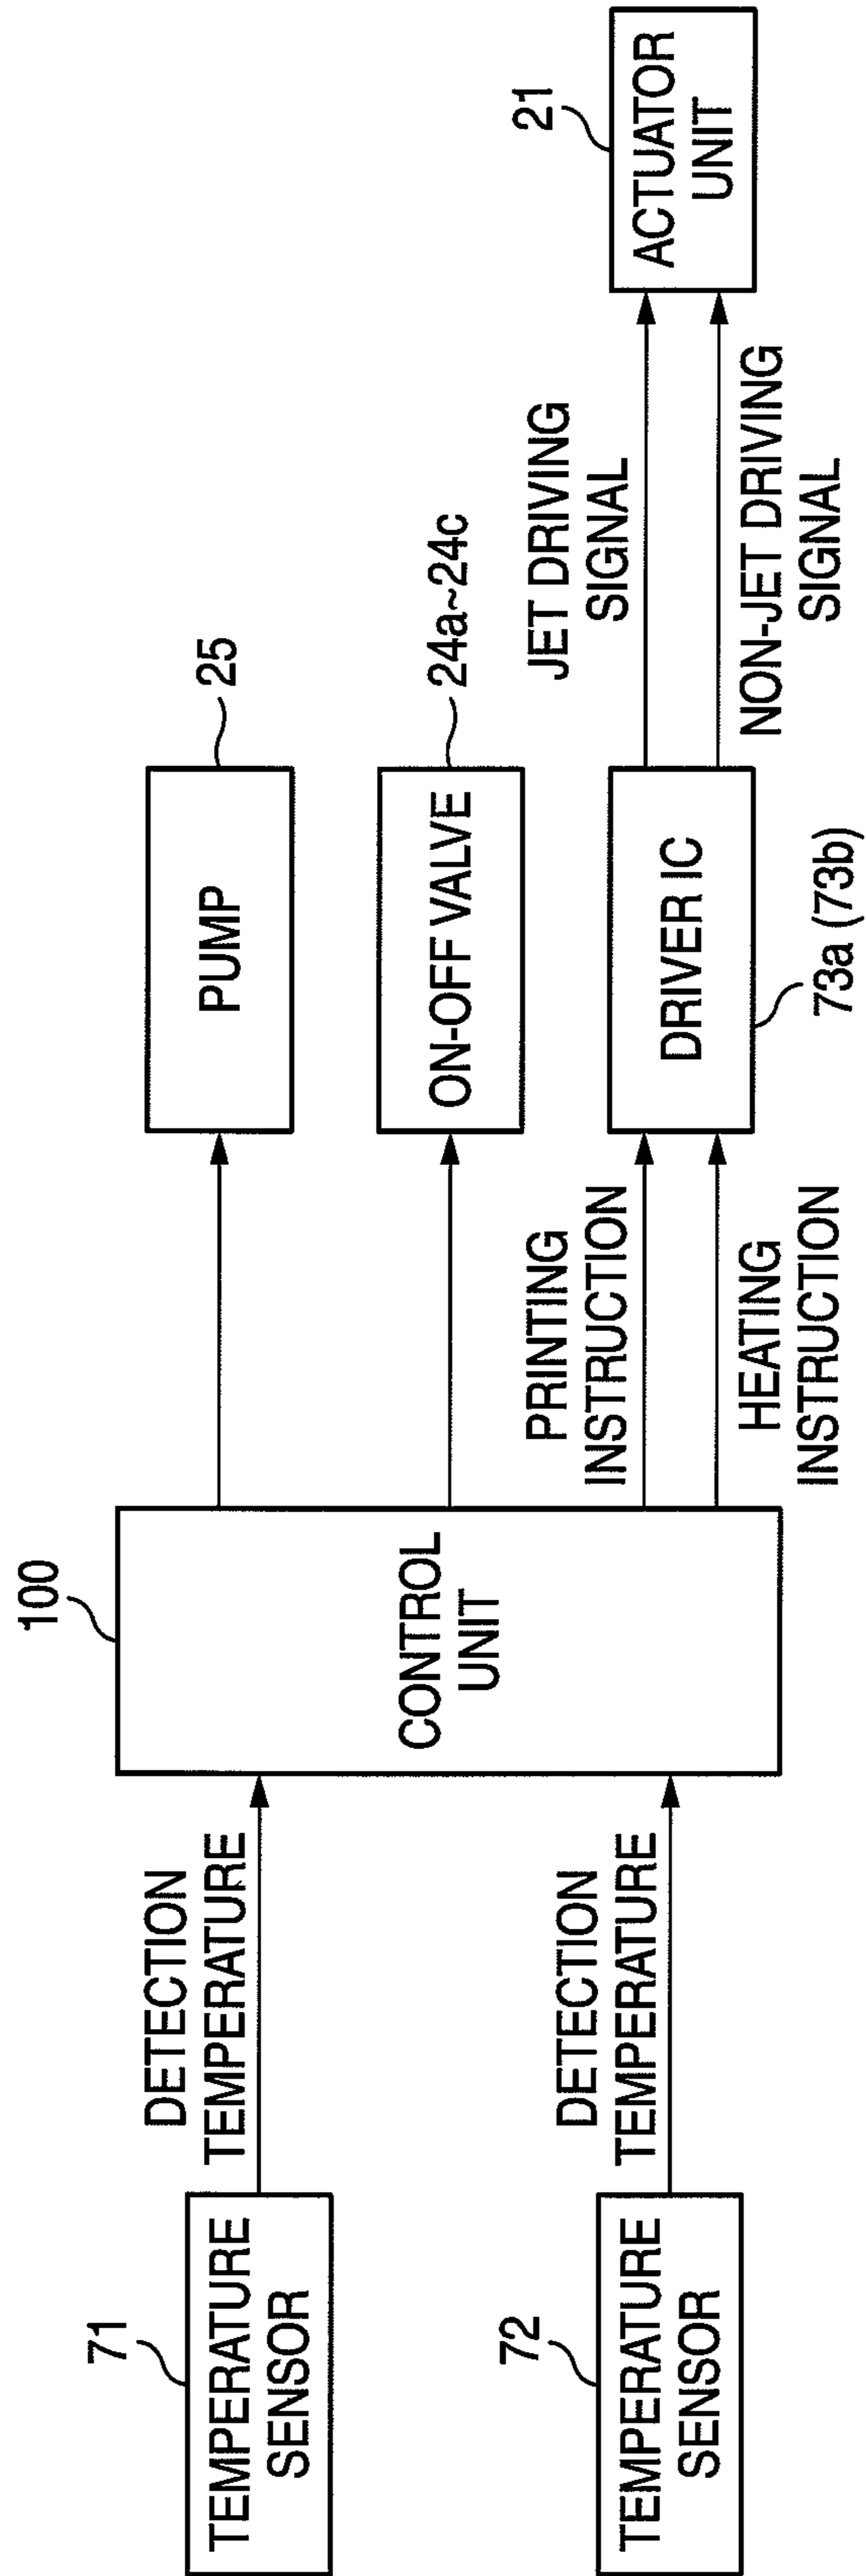 71
TEMPERATURE
SENSOR
DETECTION
TEMPERATURE
72
TEMPERATURE
SENSOR
DETECTION
TEMPERATURE
100
CONTROL
UNIT
PUMP
25
ON-OFF VALVE
24a~24c
PRINTING
INSTRUCTION
HEATING
INSTRUCTION
DRIVER IC
73a (73b)
JET DRIVING
SIGNAL
NON-JET DRIVING
SIGNAL
21
ACTUATOR
UNIT